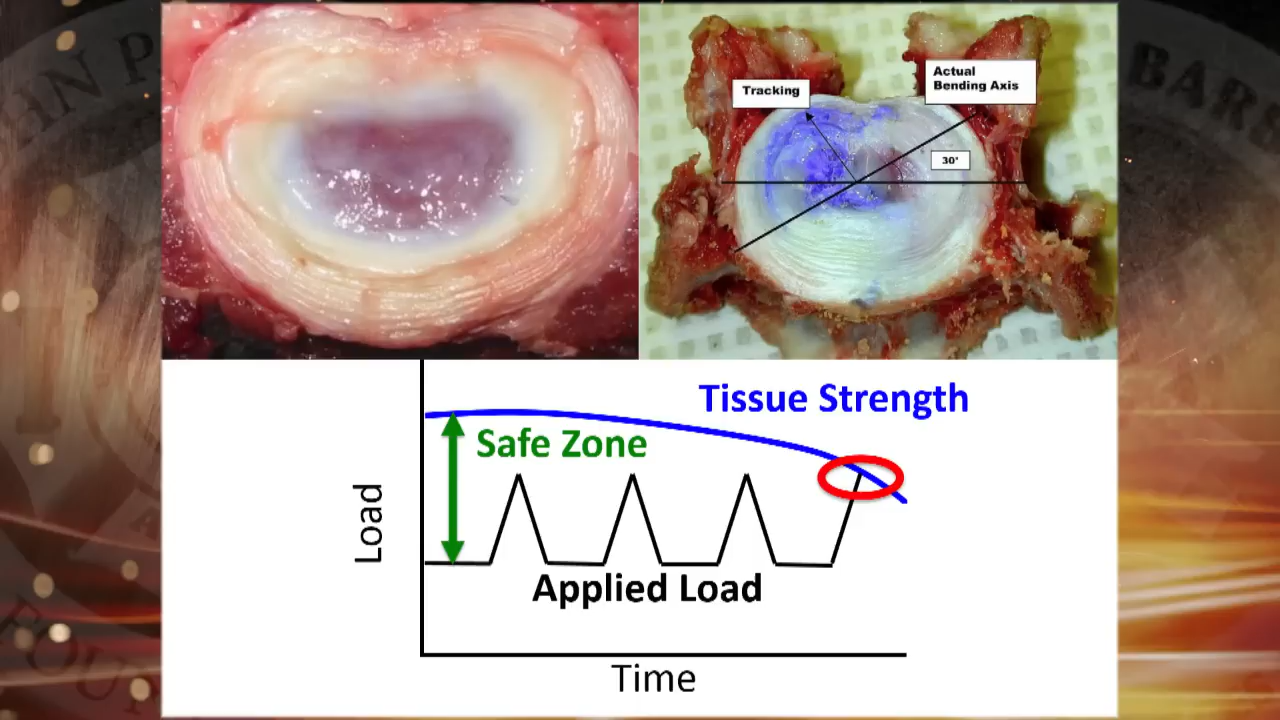 Tracking
Actual
Bending Axis
30°
Tissue Strength
Safe Zone
Load
Applied Load
Time